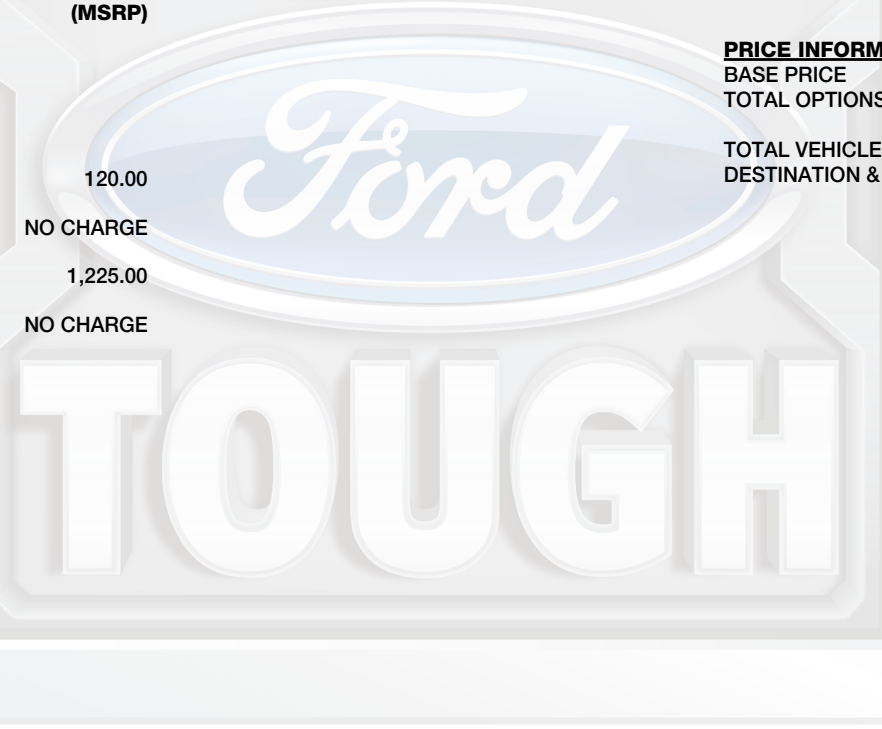 (MSRP)
120.00
NO CHARGE
1,225.00
NO CHARGE
PRICE INFORM
BASE PRICE
TOTAL OPTIONS
TOTAL VEHICLE
DESTINATION &
Ford
TOUGH